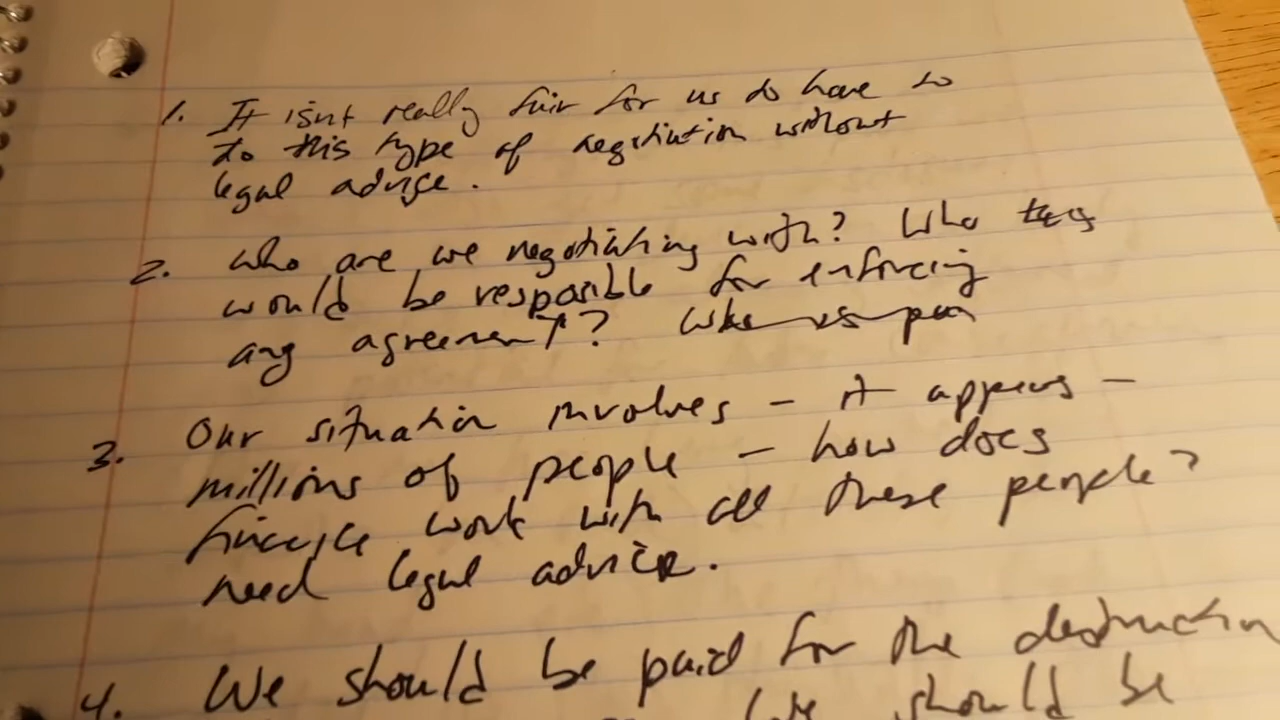 1. It isnt really fair for us to have to
do this type of negotiation without
legal advice.
2. Who are we negotiating with? Who
would be responsible for enforcing
any agreement?
3. Our situation involves - it appears -
millions of people - how does
work with all these people?
need legal advice.
4. We should be paid for the destruction
We should be